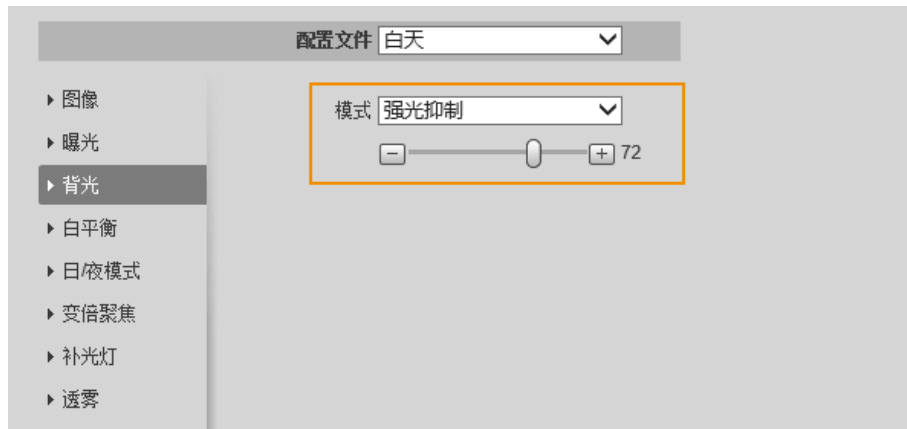 配置文件 白天
模式 强光抑制
72
图像
曝光
背光
白平衡
日/夜模式
变倍聚焦
补光灯
透雾